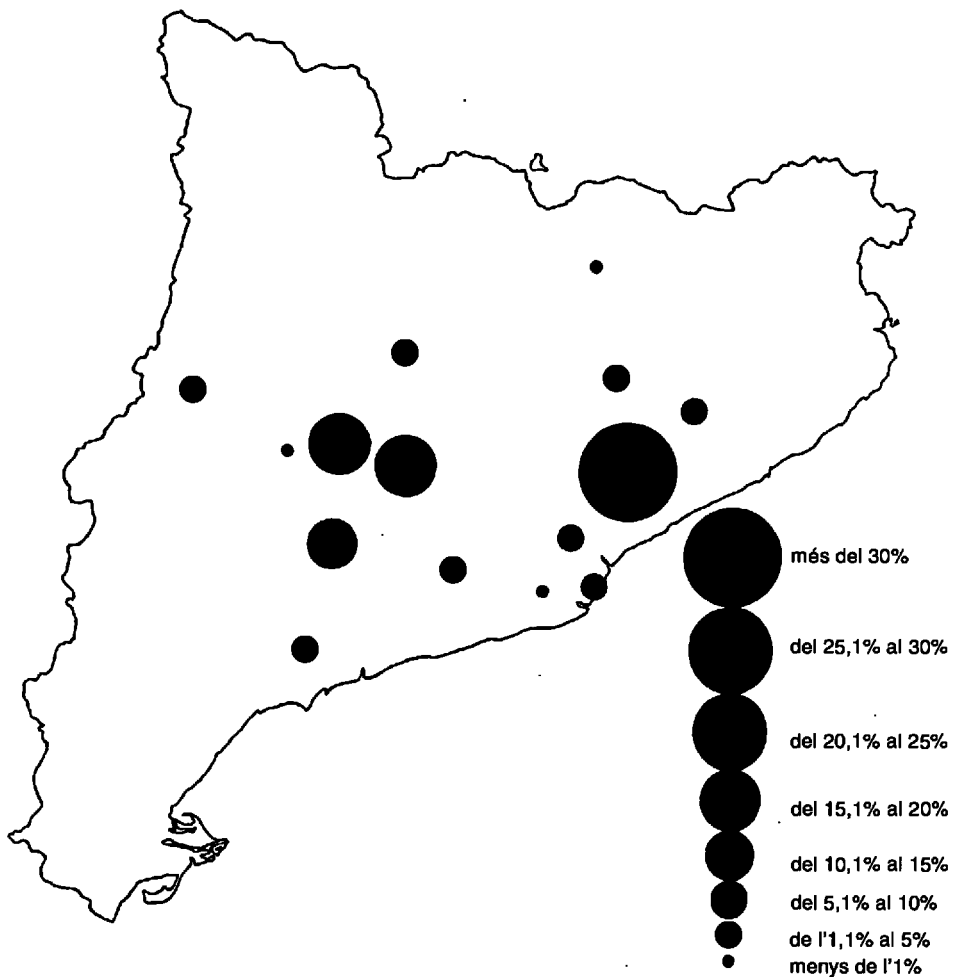 més del 30%
del 25,1% al 30%
del 20,1% al 25%
del 15,1% al 20%
del 10,1% al 15%
del 5,1% al 10%
de l'1,1% al 5%
menys de l'1%